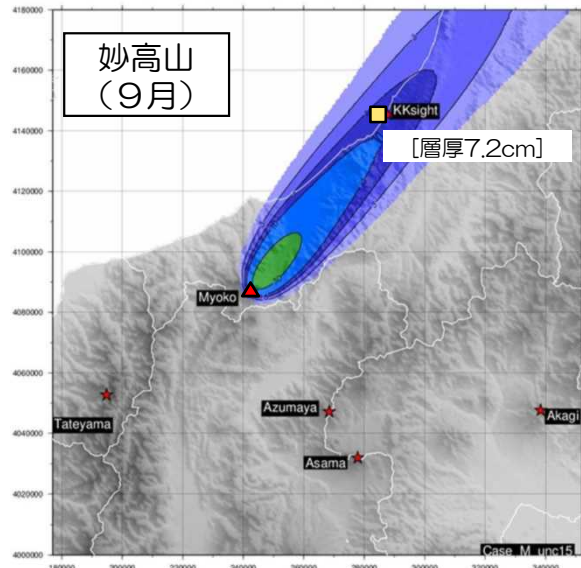 4180000
妙高山
（９月）
4160000
KKsight
4140000
[層厚7.2cm]
4120000
4100000
Myoko
4080000
4060000
Tateyama
Azumaya
Akagi
4040000
Asama
4020000
4000000
Case_M_unc15